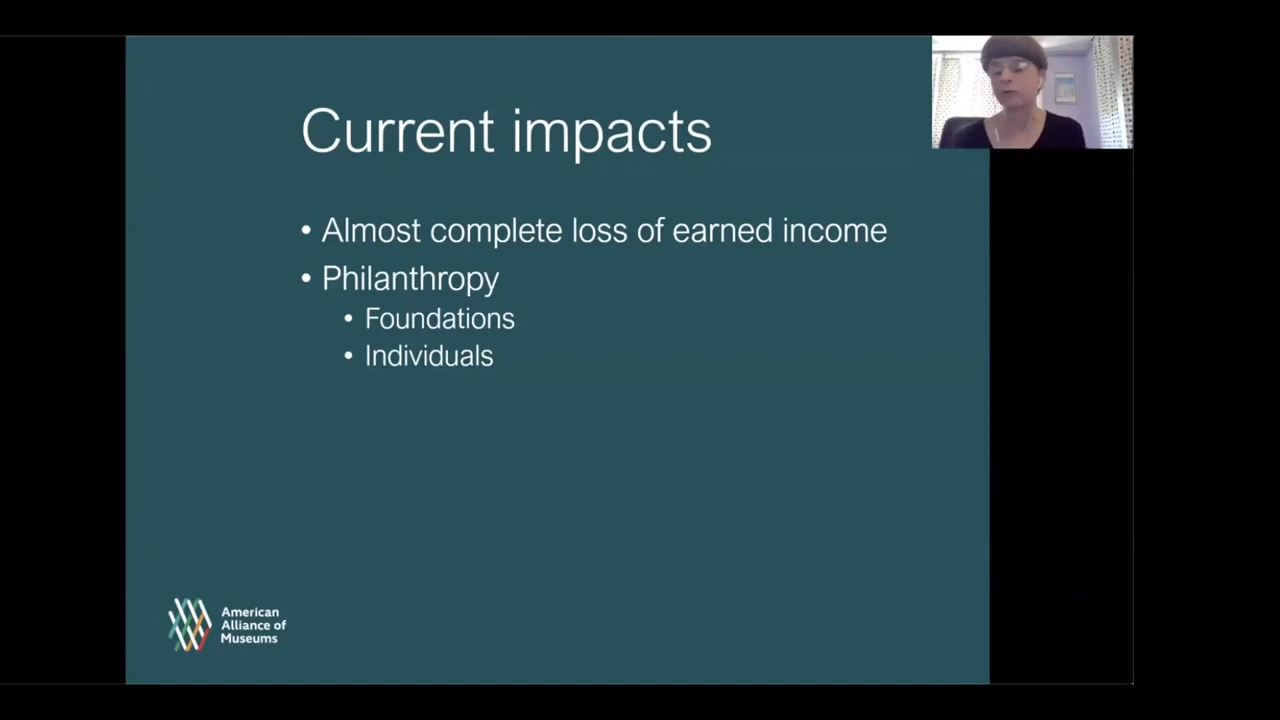 Current impacts
• Almost complete loss of earned income
• Philanthropy
• Foundations
• Individuals
American
Alliance of
Museums